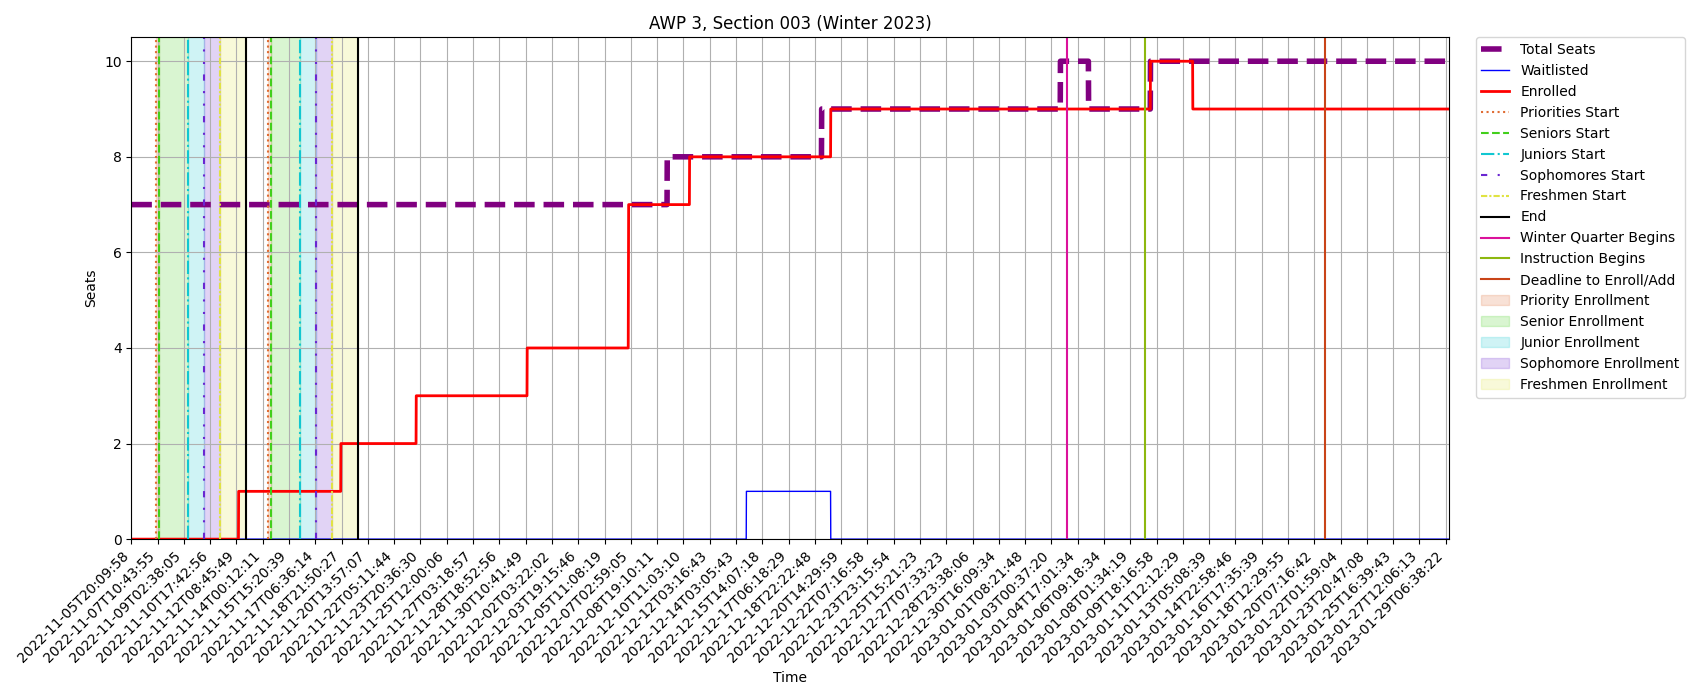 AWP 3, Section 003 (Winter 2023)
10
8
6
4
2
0
Seats
2022-11-05T20:09:58
2022-11-07T10:43:55
2022-11-09T02:38:05
2022-11-10T17:42:56
2022-11-12T08:45:49
2022-11-14T00:12:11
2022-11-15T15:20:39
2022-11-17T06:36:14
2022-11-18T21:50:27
2022-11-20T13:57:07
2022-11-22T05:11:44
2022-11-23T20:36:30
2022-11-25T12:00:06
2022-11-27T03:18:57
2022-11-28T18:52:56
2022-11-30T10:41:49
2022-12-02T03:22:02
2022-12-03T19:15:46
2022-12-05T11:08:19
2022-12-07T02:59:05
2022-12-08T19:10:11
2022-12-10T11:03:10
2022-12-12T03:16:43
2022-12-14T03:05:43
2022-12-15T14:07:18
2022-12-17T06:18:29
2022-12-18T22:22:48
2022-12-20T14:29:59
2022-12-22T07:16:58
2022-12-23T23:15:54
2022-12-25T15:21:23
2022-12-27T07:33:23
2022-12-28T23:38:06
2022-12-30T16:09:34
2023-01-01T08:21:48
2023-01-03T00:37:20
2023-01-04T17:01:34
2023-01-06T09:18:34
2023-01-08T01:34:19
2023-01-09T18:16:58
2023-01-11T12:12:29
2023-01-13T05:08:39
2023-01-14T22:58:46
2023-01-16T17:35:39
2023-01-18T12:29:55
2023-01-20T07:16:42
2023-01-22T01:59:04
2023-01-23T20:47:08
2023-01-25T16:39:43
2023-01-27T12:06:13
2023-01-29T06:38:22
Time
Total Seats
Waitlisted
Enrolled
Priorities Start
Seniors Start
Juniors Start
Sophomores Start
Freshmen Start
End
Winter Quarter Begins
Instruction Begins
Deadline to Enroll/Add
Priority Enrollment
Senior Enrollment
Junior Enrollment
Sophomore Enrollment
Freshmen Enrollment